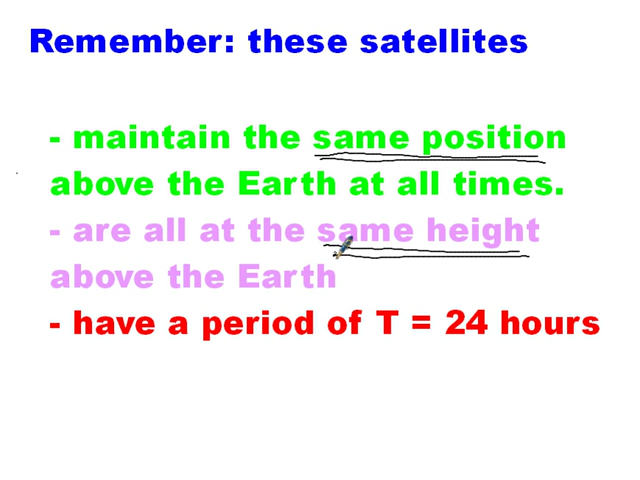 Remember: these satellites
- maintain the same position
above the Earth at all times.
- are all at the same height
above the Earth
- have a period of T = 24 hours